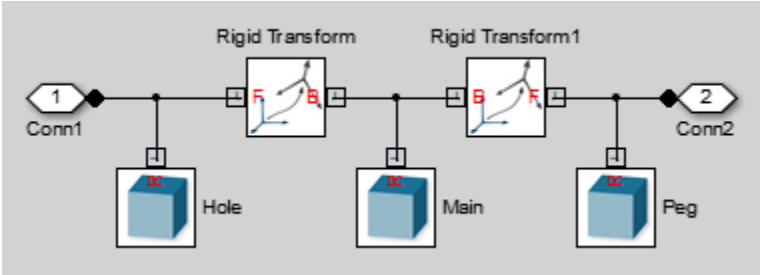 Rigid Transform
Rigid Transform1
1
F
B
B
F
2
Conn1
Conn2
R
Hole
R
Main
R
Peg